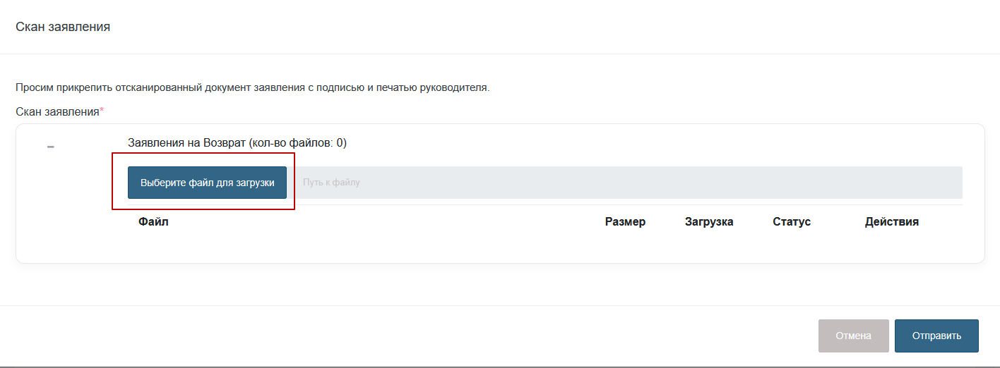 Скан заявления
Просим прикрепить отсканированный документ заявления с подписью и печатью руководителя.
Скан заявления*
Заявления на Возврат (кол-во файлов: 0)
Выберите файл для загрузки Путь к файлу
Файл Размер Загрузка Статус Действия
Отмена Отправить